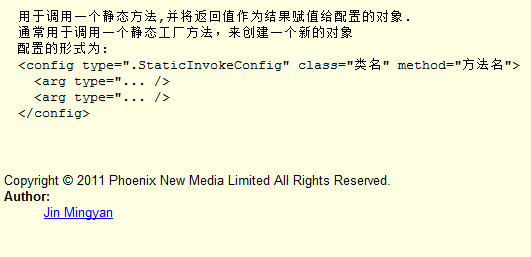 用于调用一个静态方法,并将返回值作为结果赋值给配置的对象.
通常用于调用一个静态工厂方法，来创建一个新的对象
配置的形式为:
<config type=".StaticInvokeConfig" class="类名" method="方法名">
<arg type="... />
<arg type="... />
</config>
Copyright © 2011 Phoenix New Media Limited All Rights Reserved.
Author:
Jin Mingyan